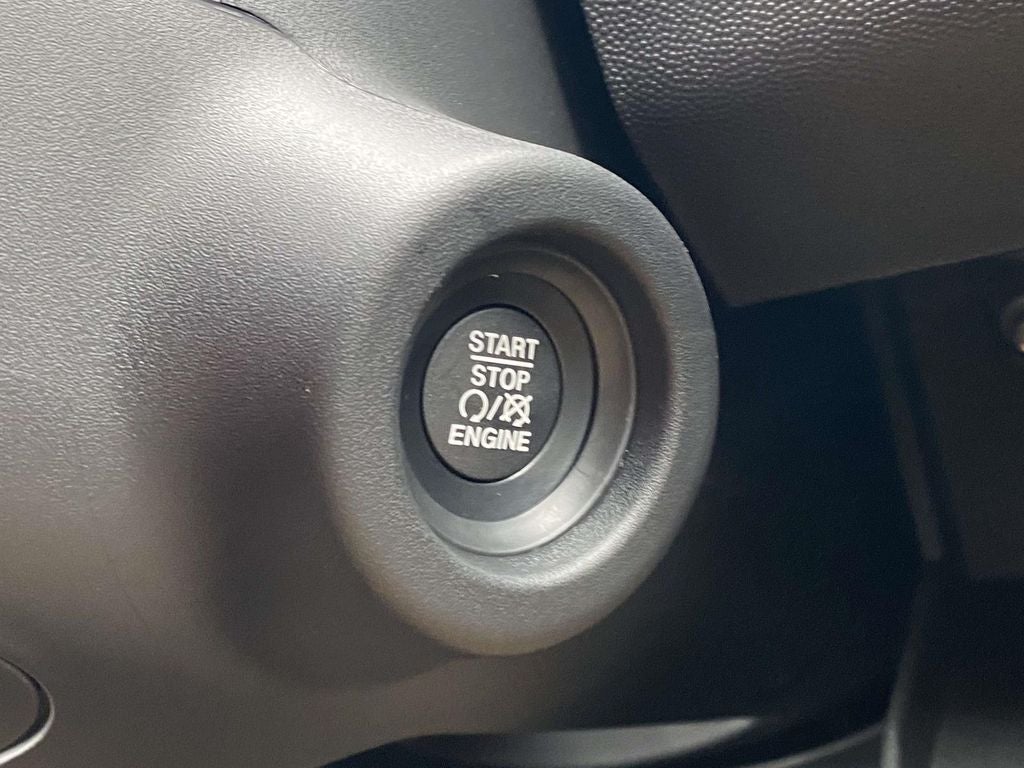 START
STOP
/
ENGINE